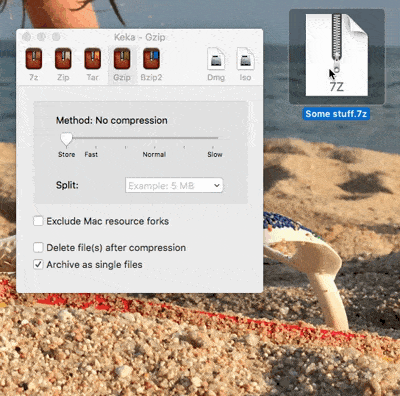 Keka - Gzip
7z Zip Tar Gzip Bzip2 Dmg Iso
Method: No compression
Store Fast Normal Slow
Split: Example: 5 MB
Exclude Mac resource forks
Delete file(s) after compression
Archive as single files
7Z
Some stuff.7z